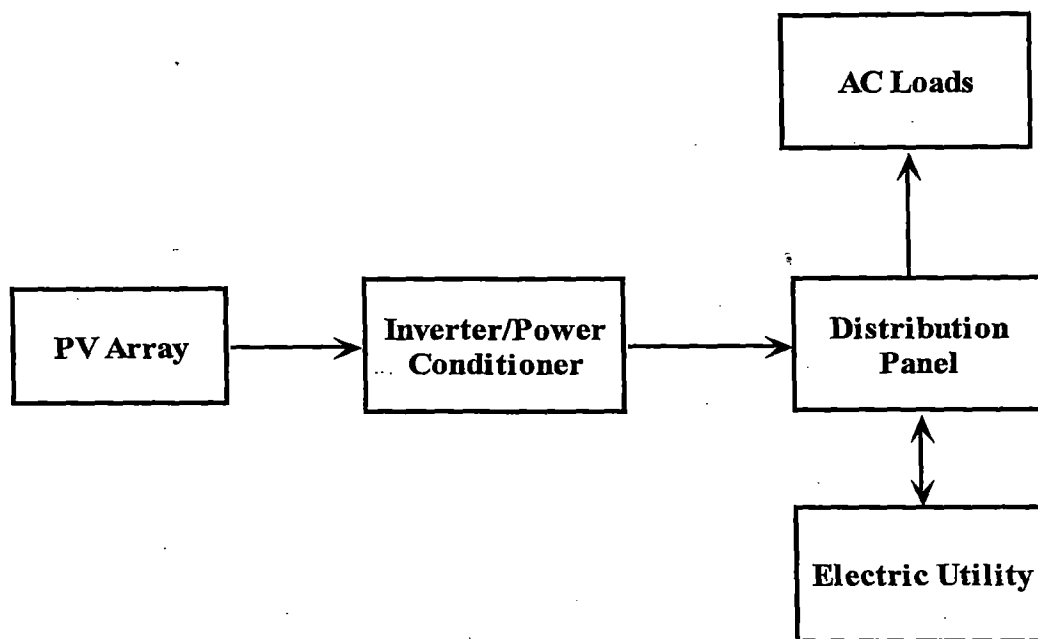 AC Loads
PV Array
Inverter/Power
Conditioner
Distribution
Panel
Electric Utility